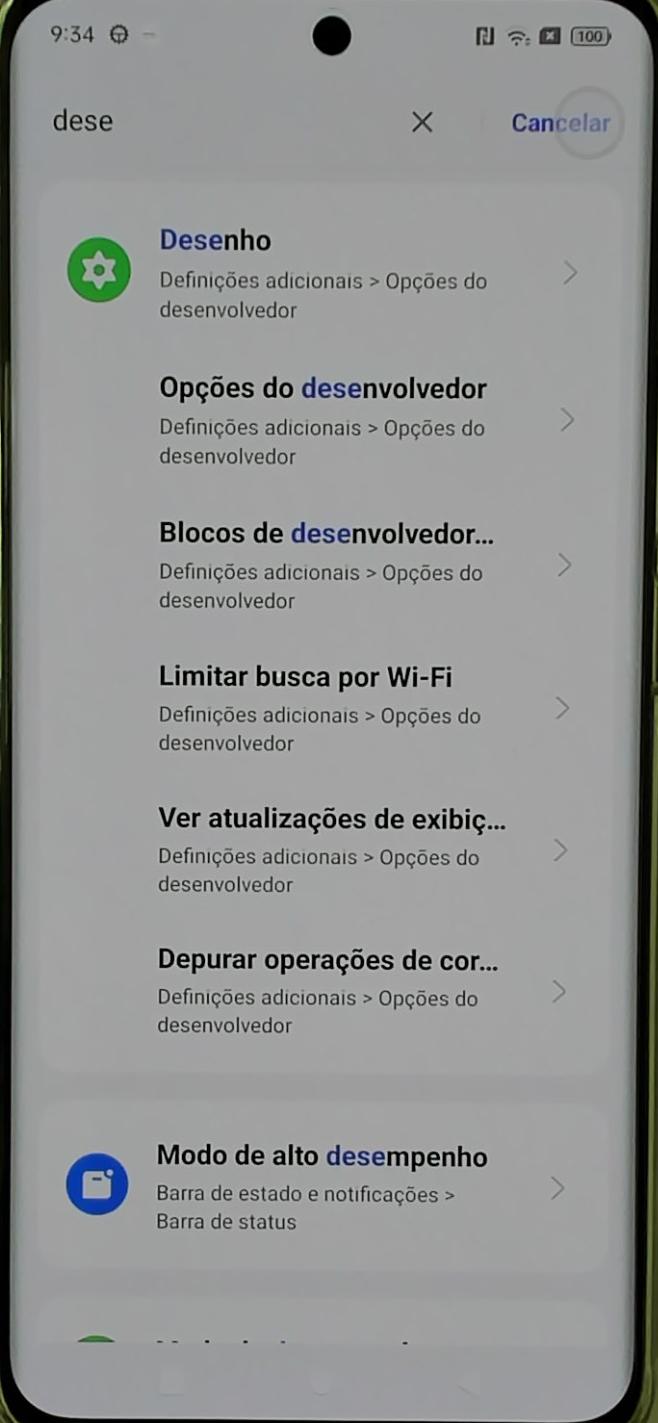 9:34
100
dese
Cancelar
Desenho
Definições adicionais > Opções do
desenvolvedor
Opções do desenvolvedor
Definições adicionais > Opções do
desenvolvedor
Blocos de desenvolvedor...
Definições adicionais > Opções do
desenvolvedor
Limitar busca por Wi-Fi
Definições adicionais > Opções do
desenvolvedor
Ver atualizações de exibiç...
Definições adicionais > Opções do
desenvolvedor
Depurar operações de cor...
Definições adicionais > Opções do
desenvolvedor
Modo de alto desempenho
Barra de estado e notificações >
Barra de status